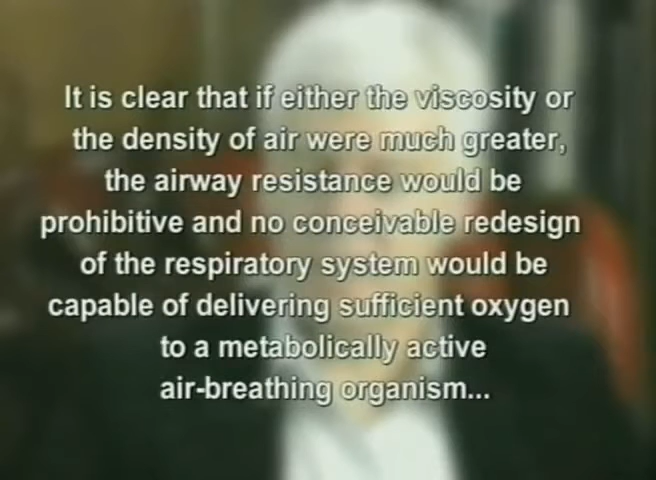 It is clear that if either the viscosity or
the density of air were much greater,
the airway resistance would be
prohibitive and no conceivable redesign
of the respiratory system would be
capable of delivering sufficient oxygen
to a metabolically active
air-breathing organism...